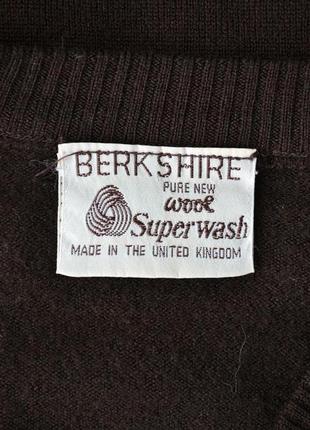 BERKSHIRE
PURE NEW
wool
Superwash
MADE IN THE UNITED KINGDOM